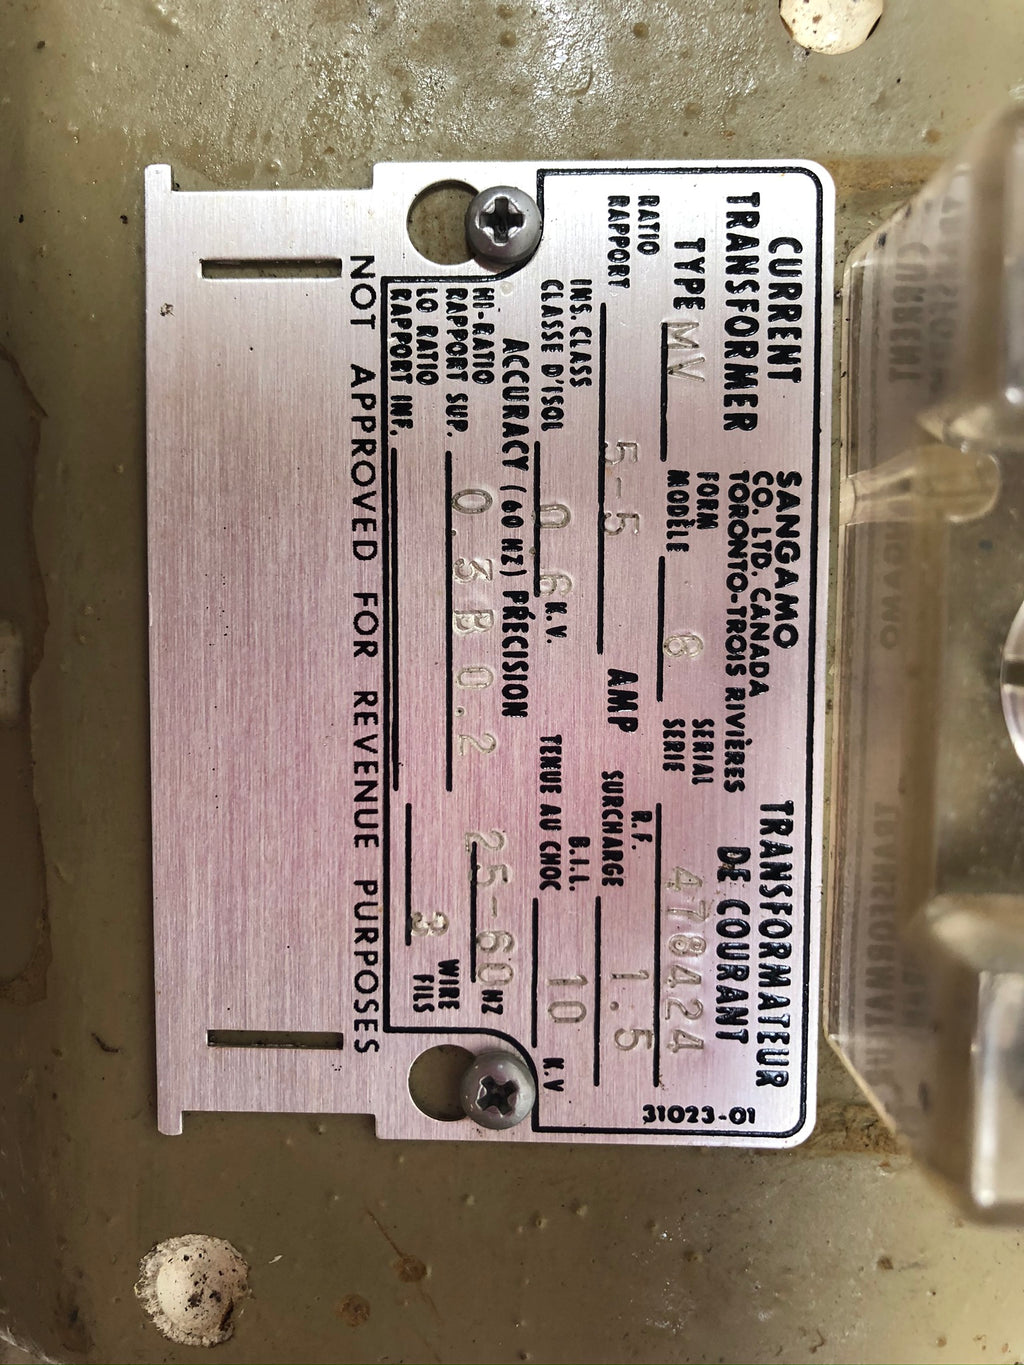 CURRENT
TRANSFORMER
SANGAMO
CO. LTD. CANADA
TORONTO-TROIS RIVIÈRES
TRANSFORMATEUR
DE COURANT
TYPE MV
FORM
MODÈLE 6
SERIAL
SERIE 478424
31023-01
RATIO
RAPPORT 5-5 AMP
R.F.
SURCHARGE 1.5
INS. CLASS
CLASSE D'ISOL 0.6 K.V.
B.I.L.
TENUE AU CHOC 10 K.V
ACCURACY (60 HZ) PRÉCISION
HI-RATIO
RAPPORT SUP. 0.3B0.2 25-60 HZ
LO RATIO
RAPPORT INF. 3 WIRE
FILS
NOT APPROVED FOR REVENUE PURPOSES